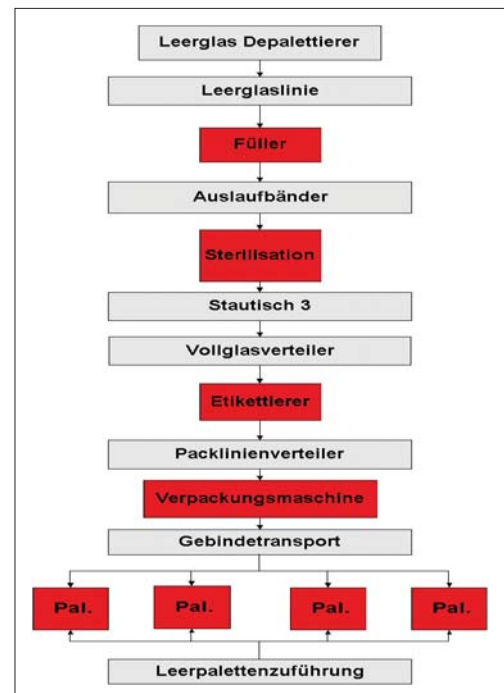 Leerglas Depalettierer
Leerglaslinie
Füller
Auslaufbänder
Sterilisation
Stautisch 3
Vollglasverteiler
Etikettierer
Packlinienverteiler
Verpackungsmaschine
Gebindetransport
Pal. Pal. Pal. Pal.
Leerpalettenzuführung